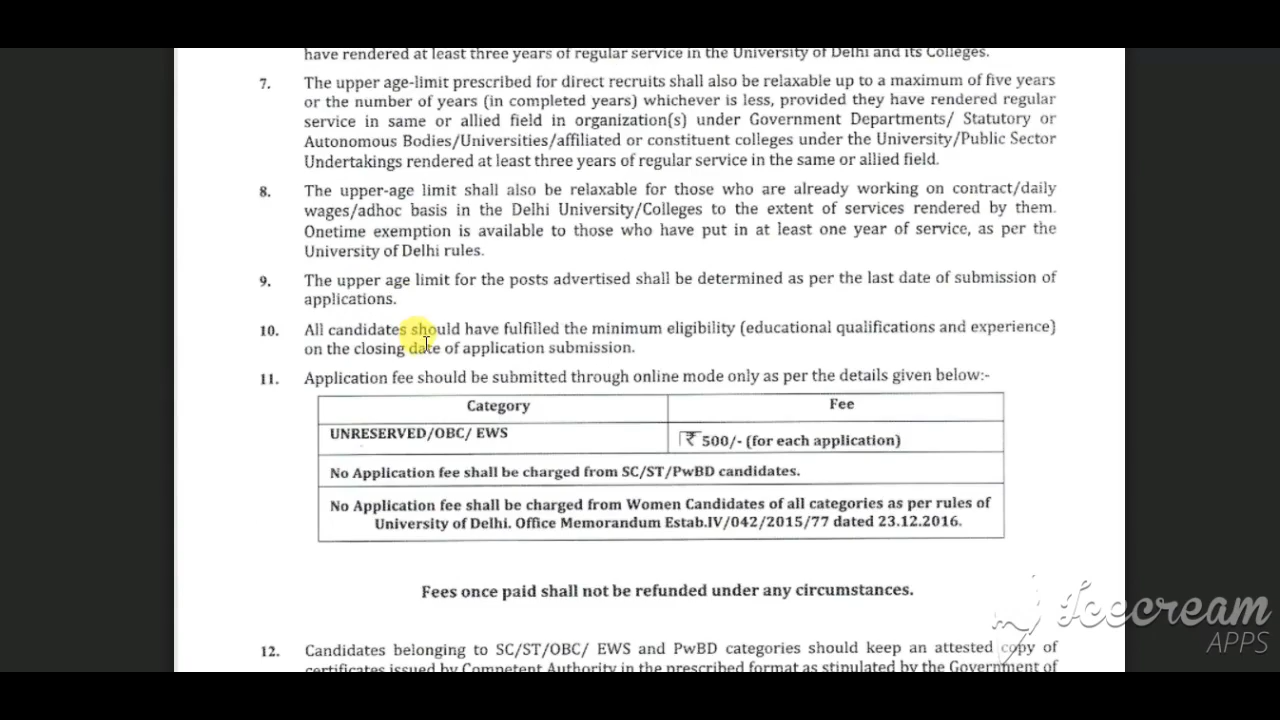 have rendered at least three years of regular service in the University of Delhi and its Colleges.
7. The upper age-limit prescribed for direct recruits shall also be relaxable up to a maximum of five years
or the number of years (in completed years) whichever is less, provided they have rendered regular
service in same or allied field in organization(s) under Government Departments/ Statutory or
Autonomous Bodies/Universities/affiliated or constituent colleges under the University/Public Sector
Undertakings rendered at least three years of regular service in the same or allied field.
8. The upper-age limit shall also be relaxable for those who are already working on contract/daily
wages/adhoc basis in the Delhi University/Colleges to the extent of services rendered by them.
Onetime exemption is available to those who have put in at least one year of service, as per the
University of Delhi rules.
9. The upper age limit for the posts advertised shall be determined as per the last date of submission of
applications.
10. All candidates should have fulfilled the minimum eligibility (educational qualifications and experience)
on the closing date of application submission.
11. Application fee should be submitted through online mode only as per the details given below:-
Category Fee
UNRESERVED/OBC/ EWS ₹ 500/- (for each application)
No Application fee shall be charged from SC/ST/PwBD candidates.
No Application fee shall be charged from Women Candidates of all categories as per rules of
University of Delhi. Office Memorandum Estab.IV/042/2015/77 dated 23.12.2016.
Fees once paid shall not be refunded under any circumstances.
12. Candidates belonging to SC/ST/OBC/ EWS and PwBD categories should keep an attested copy of
certificates issued by Competent Authority in the prescribed format as stipulated by the Government of
Icecream
APPS